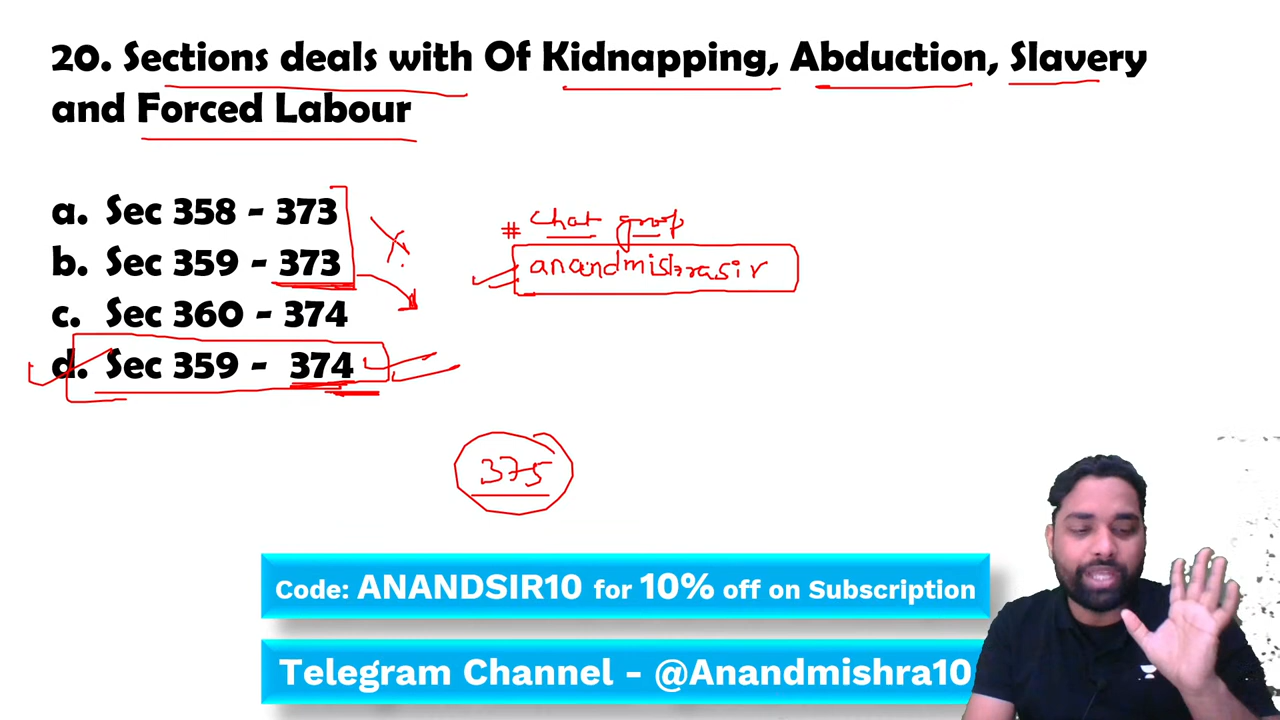 20. Sections deals with Of Kidnapping, Abduction, Slavery
and Forced Labour
a. Sec 358 - 373
b. Sec 359 - 373
c. Sec 360 - 374
d. Sec 359 - 374
# chat group
anandmishrasir
375
Code: ANANDSIR10 for 10% off on Subscription
Telegram Channel - @Anandmishra10